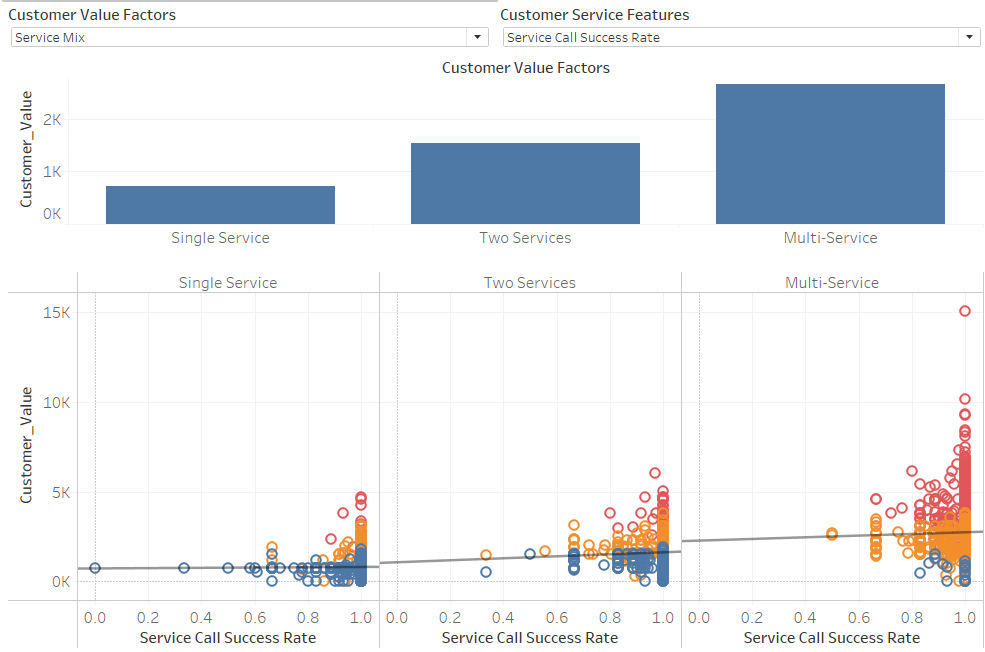 Customer Value Factors
Customer Service Features
Service Mix
Service Call Success Rate
Customer Value Factors
Customer_Value
2K
1K
0K
Single Service
Two Services
Multi-Service
Single Service
Two Services
Multi-Service
Customer_Value
15K
10K
5K
0K
0.0 0.2 0.4 0.6 0.8 1.0
0.0 0.2 0.4 0.6 0.8 1.0
0.0 0.2 0.4 0.6 0.8 1.0
Service Call Success Rate
Service Call Success Rate
Service Call Success Rate